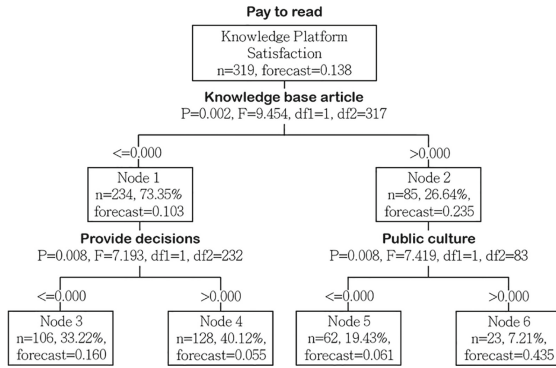 Pay to read
Knowledge Platform
Satisfaction
n=319, forecast=0.138
Knowledge base article
P=0.002, F=9.454, df1=1, df2=317
<=0.000
>0.000
Node 1
n=234, 73.35%
forecast=0.103
Node 2
n=85, 26.64%
forecast=0.235
Provide decisions
P=0.008, F=7.193, df1=1, df2=232
Public culture
P=0.008, F=7.419, df1=1, df2=83
<=0.000
>0.000
<=0.000
>0.000
Node 3
n=106, 33.22%,
forecast=0.160
Node 4
n=128, 40.12%,
forecast=0.055
Node 5
n=62, 19.43%,
forecast=0.061
Node 6
n=23, 7.21%,
forecast=0.435